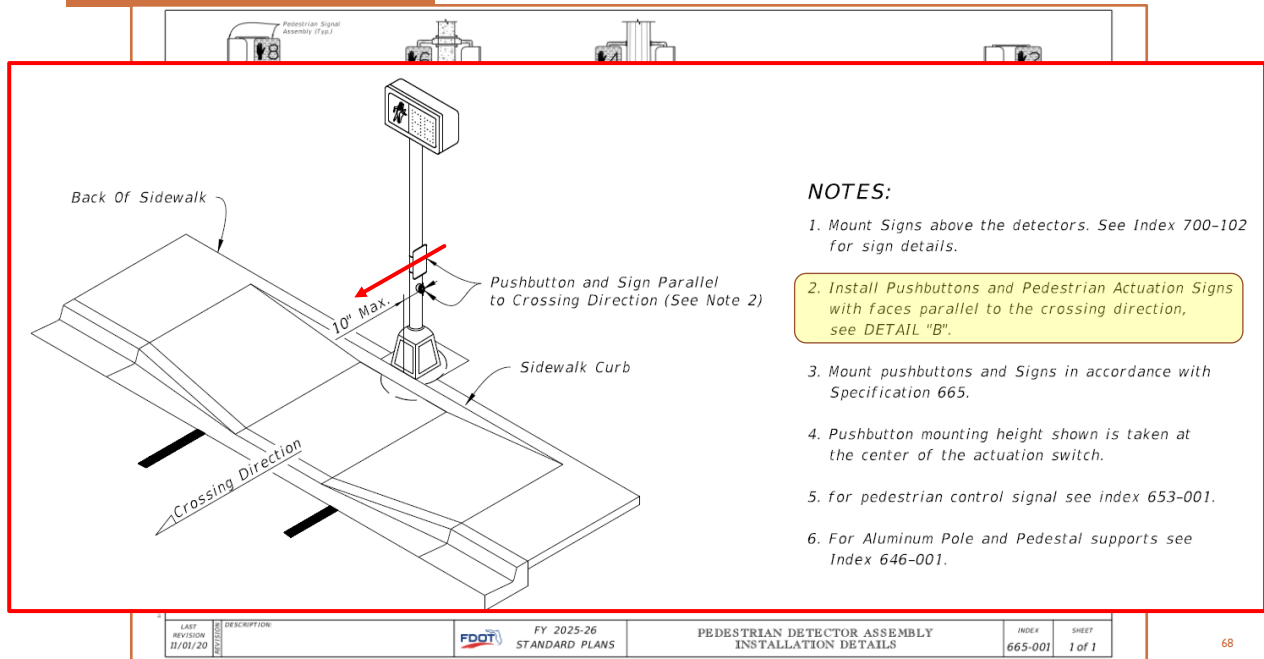 Pedestrian Signal
Assembly (Typ.)
8
Back Of Sidewalk
Pushbutton and Sign Parallel
to Crossing Direction (See Note 2)
10" Max.
Sidewalk Curb
Crossing Direction
NOTES:
1. Mount Signs above the detectors. See Index 700-102
for sign details.
2. Install Pushbuttons and Pedestrian Actuation Signs
with faces parallel to the crossing direction,
see DETAIL "B".
3. Mount pushbuttons and Signs in accordance with
Specification 665.
4. Pushbutton mounting height shown is taken at
the center of the actuation switch.
5. for pedestrian control signal see index 653-001.
6. For Aluminum Pole and Pedestal supports see
Index 646-001.
LAST
REVISION
11/01/20
REVISION
DESCRIPTION:
FDOT
FY 2025-26
STANDARD PLANS
PEDESTRIAN DETECTOR ASSEMBLY
INSTALLATION DETAILS
INDEX
665-001
SHEET
1 of 1
68